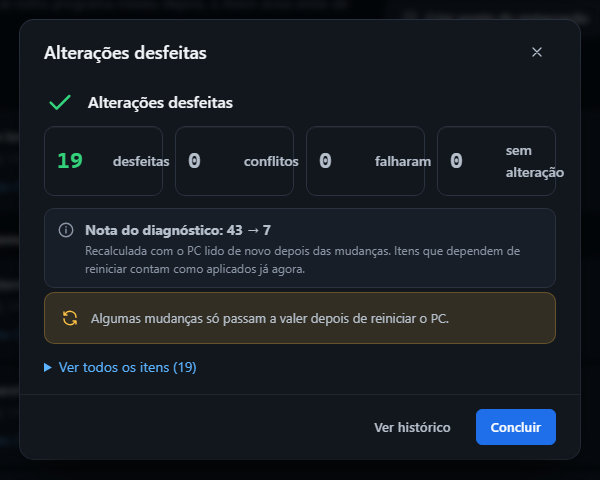 Alterações desfeitas
Alterações desfeitas
19 desfeitas
0 conflitos
0 falharam
0 sem alteração
Nota do diagnóstico: 43 → 7
Recalculada com o PC lido de novo depois das mudanças. Itens que dependem de
reiniciar contam como aplicados já agora.
Algumas mudanças só passam a valer depois de reiniciar o PC.
Ver todos os itens (19)
Ver histórico
Concluir